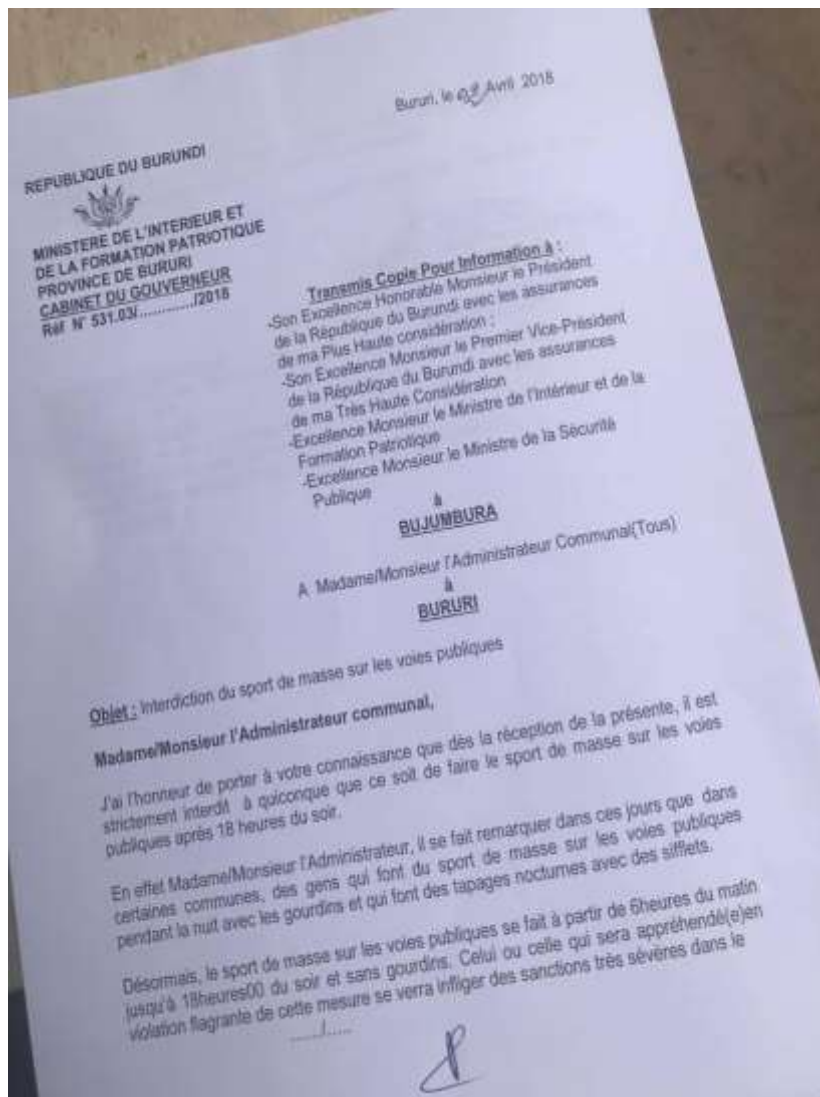 Bururi, le Avril 2018
REPUBLIQUE DU BURUNDI
MINISTERE DE L'INTERIEUR ET
DE LA FORMATION PATRIOTIQUE
PROVINCE DE BURURI
CABINET DU GOUVERNEUR
Réf N° 531.03/............./2018
Transmis Copie Pour Information à :
-Son Excellence Honorable Monsieur le Président
de la République du Burundi avec les assurances
de ma Plus Haute considération ;
-Son Excellence Monsieur le Premier Vice-Président
de la République du Burundi avec les assurances
de ma Très Haute Considération
-Excellence Monsieur le Ministre de l'Intérieur et de la
Formation Patriotique
-Excellence Monsieur le Ministre de la Sécurité
Publique
à
BUJUMBURA
A Madame/Monsieur l'Administrateur Communal(Tous)
à
BURURI
Objet : Interdiction du sport de masse sur les voies publiques
Madame/Monsieur l'Administrateur communal,
J'ai l'honneur de porter à votre connaissance que dès la réception de la présente, il est
strictement interdit à quiconque que ce soit de faire le sport de masse sur les voies
publiques après 18 heures du soir.
En effet Madame/Monsieur l'Administrateur, il se fait remarquer dans ces jours que dans
certaines communes, des gens qui font du sport de masse sur les voies publiques
pendant la nuit avec les gourdins et qui font des tapages nocturnes avec des sifflets.
Désormais, le sport de masse sur les voies publiques se fait à partir de 6heures du matin
jusqu'à 18heures00 du soir et sans gourdins. Celui ou celle qui sera appréhendé(e)en
violation flagrante de cette mesure se verra infliger des sanctions très sévères dans le
....../......